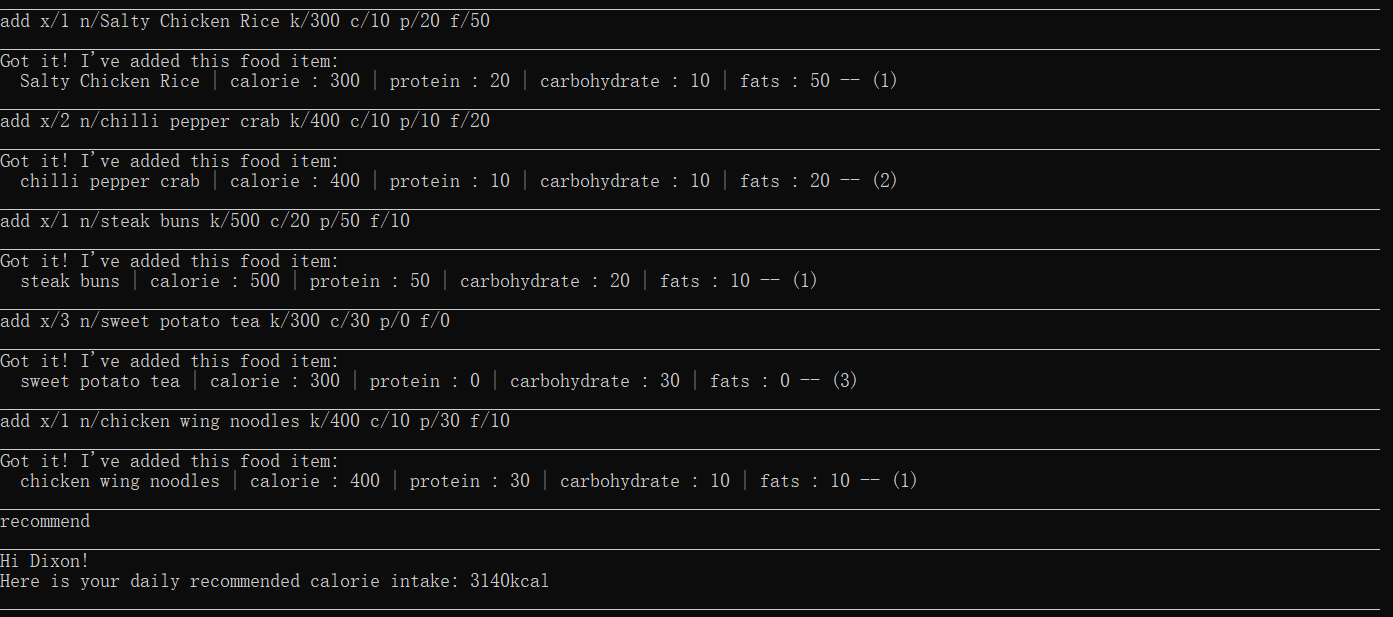 add x/1 n/Salty Chicken Rice k/300 c/10 p/20 f/50
Got it! I've added this food item:
Salty Chicken Rice | calorie : 300 | protein : 20 | carbohydrate : 10 | fats : 50 -- (1)
add x/2 n/chilli pepper crab k/400 c/10 p/10 f/20
Got it! I've added this food item:
chilli pepper crab | calorie : 400 | protein : 10 | carbohydrate : 10 | fats : 20 -- (2)
add x/1 n/steak buns k/500 c/20 p/50 f/10
Got it! I've added this food item:
steak buns | calorie : 500 | protein : 50 | carbohydrate : 20 | fats : 10 -- (1)
add x/3 n/sweet potato tea k/300 c/30 p/0 f/0
Got it! I've added this food item:
sweet potato tea | calorie : 300 | protein : 0 | carbohydrate : 30 | fats : 0 -- (3)
add x/1 n/chicken wing noodles k/400 c/10 p/30 f/10
Got it! I've added this food item:
chicken wing noodles | calorie : 400 | protein : 30 | carbohydrate : 10 | fats : 10 -- (1)
recommend
Hi Dixon!
Here is your daily recommended calorie intake: 3140kcal